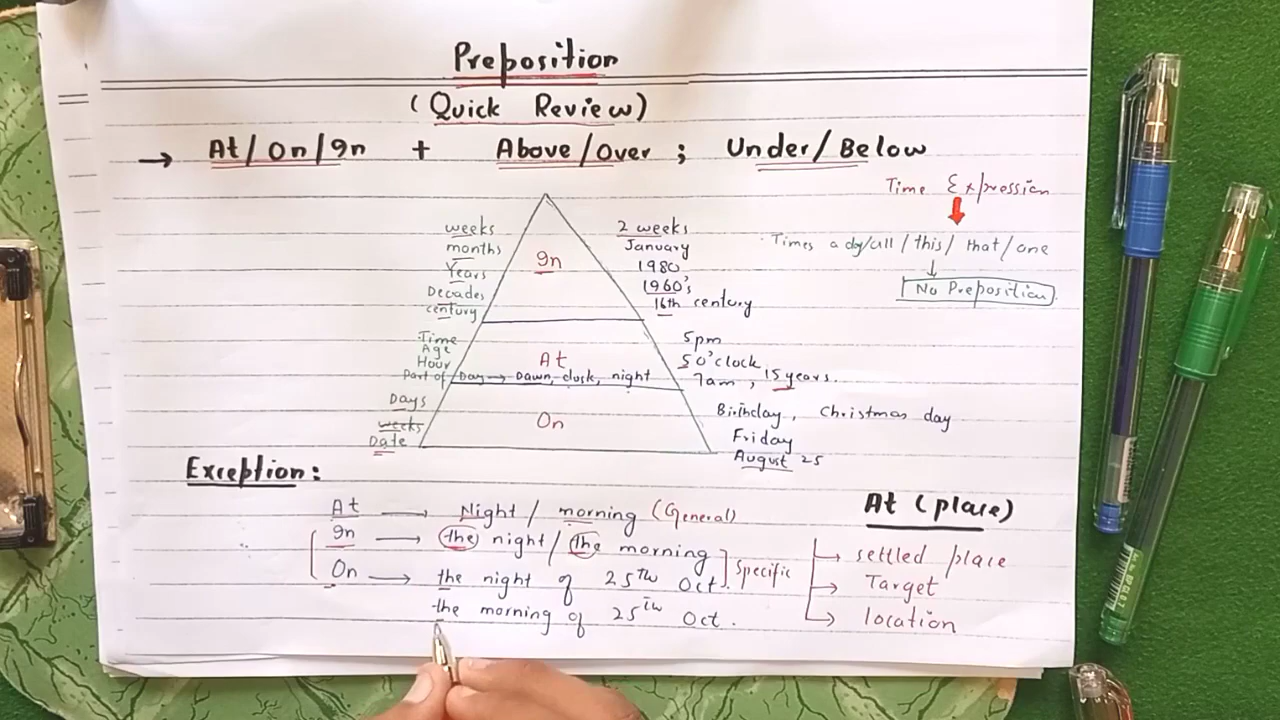 Preposition
(Quick Review)
→ At/On/In + Above/Over ; Under/Below
Time Expression
Times a day/all / this / that /one
No Preposition
weeks
months
Years
Decades
century
In
2 weeks
January
1980
1960's
16th century
Time
Age
Hour
Part of Day → Dawn, dusk, night
At
5pm
5 o'clock
7am , 15 years.
Days
weeks
Date
On
Birthday , Christmas day
Friday
August 25
Exception:
At → Night / morning (General)
In → the night / the morning
On → the night of 25th Oct.
the morning of 25th Oct .
Specific
At (place)
settled place
Target
location